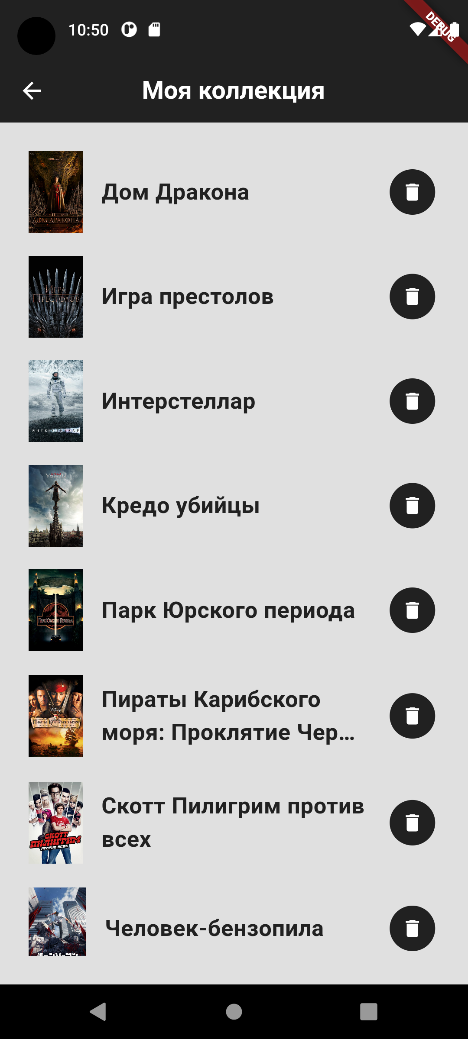 10:50
DEBUG
Моя коллекция
Дом Дракона
Игра престолов
Интерстеллар
Кредо убийцы
Парк Юрского периода
Пираты Карибского
моря: Проклятие Чер...
Скотт Пилигрим против
всех
Человек-бензопила